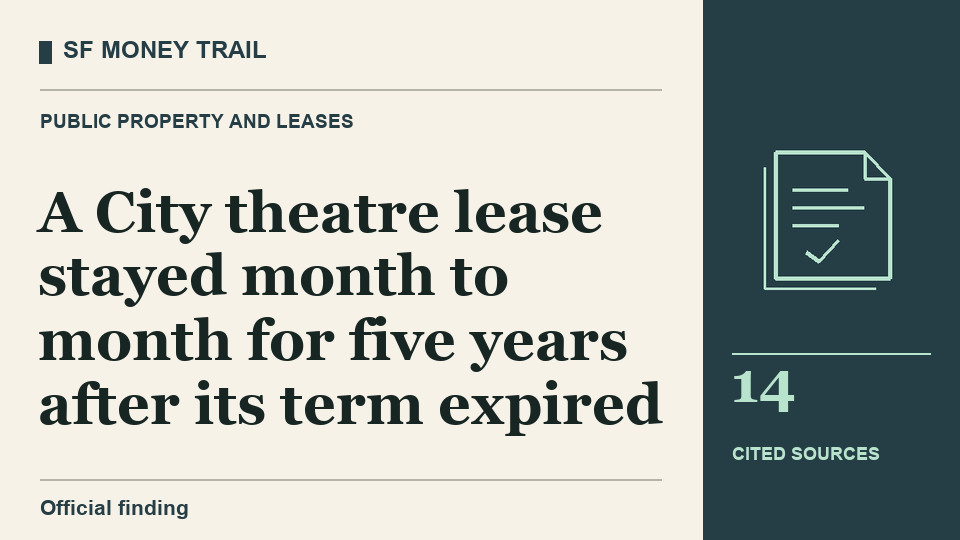 SF MONEY TRAIL
PUBLIC PROPERTY AND LEASES
A City theatre lease
stayed month to
month for five years
after its term expired
Official finding
14
CITED SOURCES